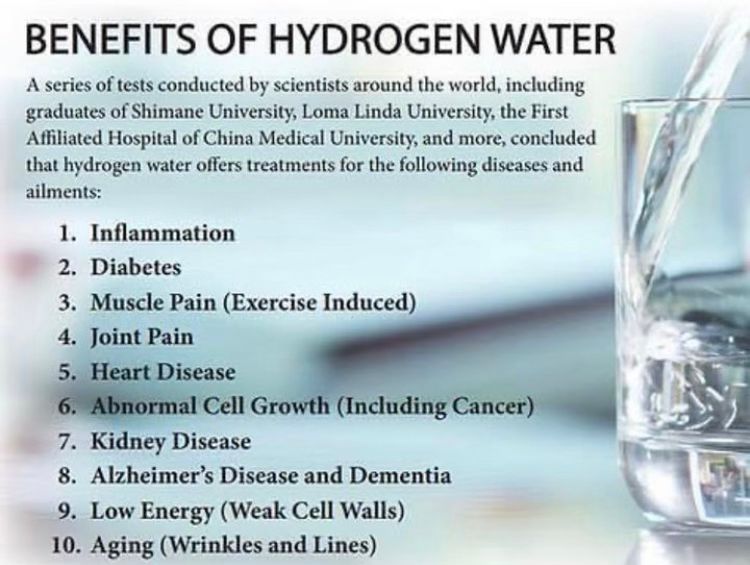 BENEFITS OF HYDROGEN WATER
A series of tests conducted by scientists around the world, including
graduates of Shimane University, Loma Linda University, the First
Affiliated Hospital of China Medical University, and more, concluded
that hydrogen water offers treatments for the following diseases and
ailments:
1. Inflammation
2. Diabetes
3. Muscle Pain (Exercise Induced)
4. Joint Pain
5. Heart Disease
6. Abnormal Cell Growth (Including Cancer)
7. Kidney Disease
8. Alzheimer's Disease and Dementia
9. Low Energy (Weak Cell Walls)
10. Aging (Wrinkles and Lines)